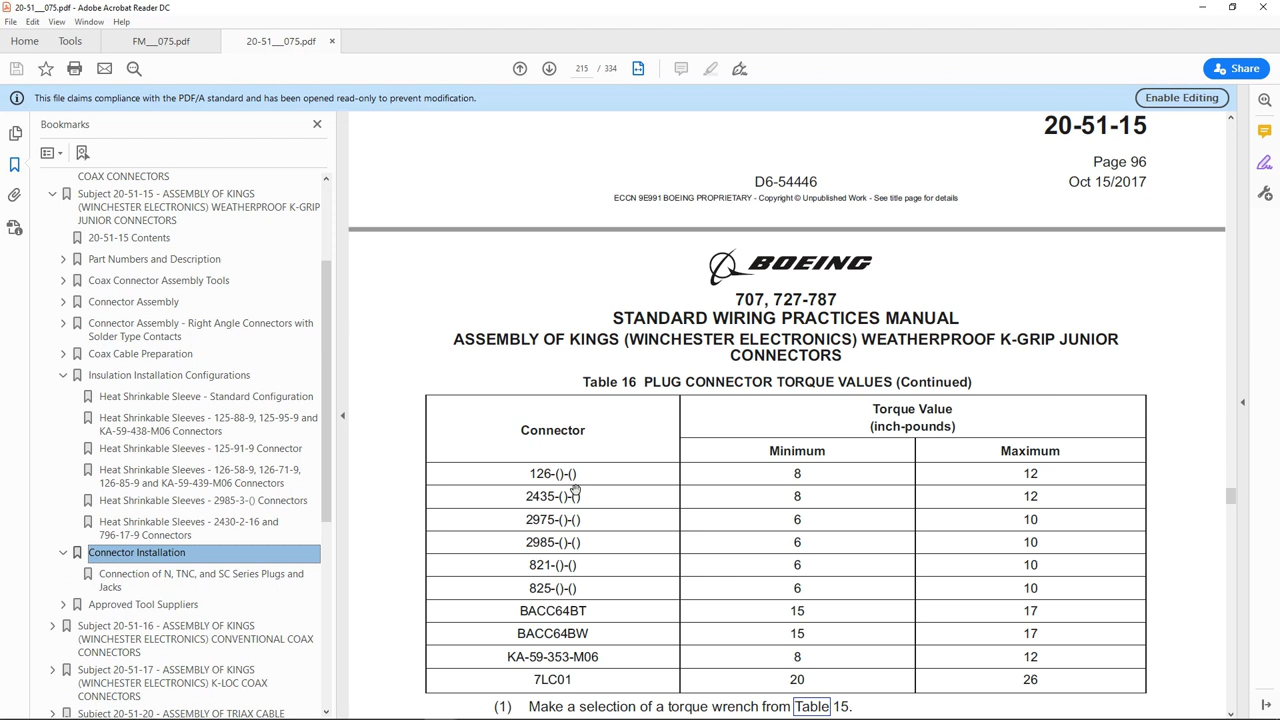 20-51__075.pdf - Adobe Acrobat Reader DC
File Edit View Window Help
Home Tools FM__075.pdf 20-51__075.pdf ×
215 / 334
Share
This file claims compliance with the PDF/A standard and has been opened read-only to prevent modification.
Enable Editing
Bookmarks
COAX CONNECTORS
Subject 20-51-15 - ASSEMBLY OF KINGS
(WINCHESTER ELECTRONICS) WEATHERPROOF K-GRIP
JUNIOR CONNECTORS
20-51-15 Contents
Part Numbers and Description
Coax Connector Assembly Tools
Connector Assembly
Connector Assembly - Right Angle Connectors with
Solder Type Contacts
Coax Cable Preparation
Insulation Installation Configurations
Heat Shrinkable Sleeve - Standard Configuration
Heat Shrinkable Sleeves - 125-88-9, 125-95-9 and
KA-59-438-M06 Connectors
Heat Shrinkable Sleeves - 125-91-9 Connector
Heat Shrinkable Sleeves - 126-58-9, 126-71-9,
126-85-9 and KA-59-439-M06 Connectors
Heat Shrinkable Sleeves - 2985-3-() Connectors
Heat Shrinkable Sleeves - 2430-2-16 and
796-17-9 Connectors
Connector Installation
Connection of N, TNC, and SC Series Plugs and
Jacks
Approved Tool Suppliers
Subject 20-51-16 - ASSEMBLY OF KINGS
(WINCHESTER ELECTRONICS) CONVENTIONAL COAX
CONNECTORS
Subject 20-51-17 - ASSEMBLY OF KINGS
(WINCHESTER ELECTRONICS) K-LOC COAX
CONNECTORS
Subject 20-51-20 - ASSEMBLY OF TRIAX CABLE
20-51-15
Page 96
D6-54446 Oct 15/2017
ECCN 9E991 BOEING PROPRIETARY - Copyright © Unpublished Work - See title page for details
BOEING
707, 727-787
STANDARD WIRING PRACTICES MANUAL
ASSEMBLY OF KINGS (WINCHESTER ELECTRONICS) WEATHERPROOF K-GRIP JUNIOR
CONNECTORS
Table 16 PLUG CONNECTOR TORQUE VALUES (Continued)
Connector
Torque Value
(inch-pounds)
Minimum Maximum
126-()-() 8 12
2435-()-() 8 12
2975-()-() 6 10
2985-()-() 6 10
821-()-() 6 10
825-()-() 6 10
BACC64BT 15 17
BACC64BW 15 17
KA-59-353-M06 8 12
7LC01 20 26
(1) Make a selection of a torque wrench from Table 15.